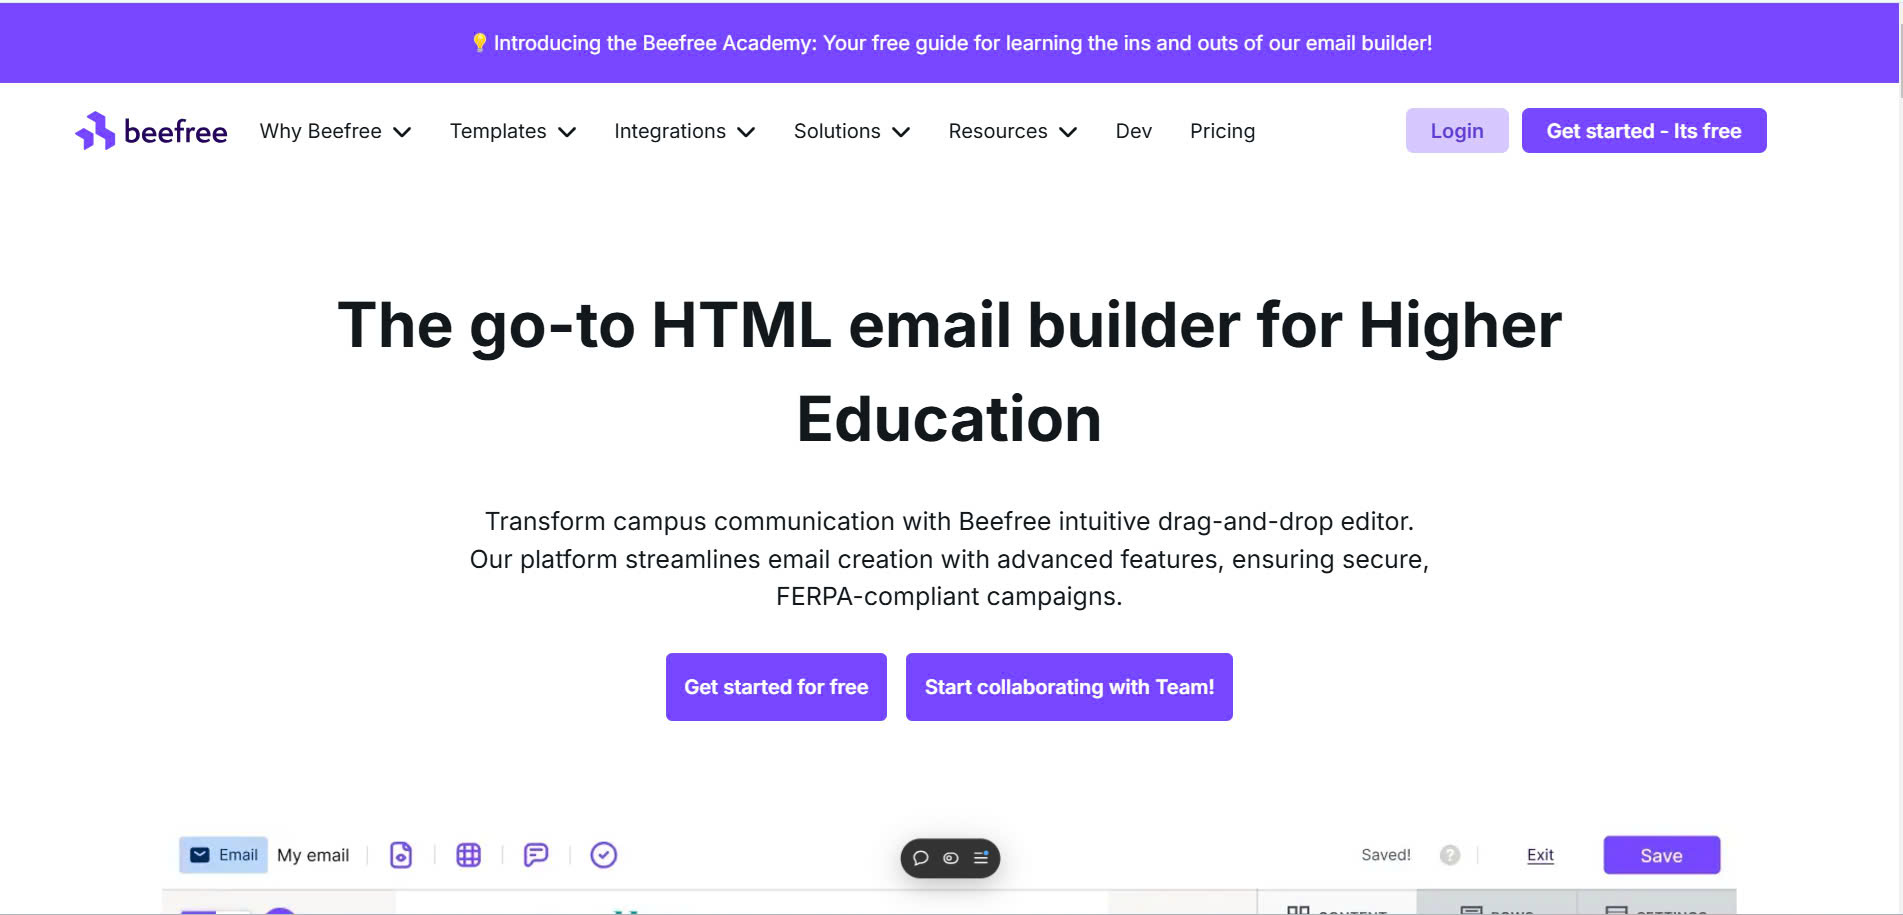 💡 Introducing the Beefree Academy: Your free guide for learning the ins and outs of our email builder!
beefree
Why Beefree
Templates
Integrations
Solutions
Resources
Dev
Pricing
Login
Get started - Its free
The go-to HTML email builder for Higher
Education
Transform campus communication with Beefree intuitive drag-and-drop editor.
Our platform streamlines email creation with advanced features, ensuring secure,
FERPA-compliant campaigns.
Get started for free
Start collaborating with Team!
Email
My email
Saved!
?
Exit
Save
CONTENT
ROWS
SETTINGS